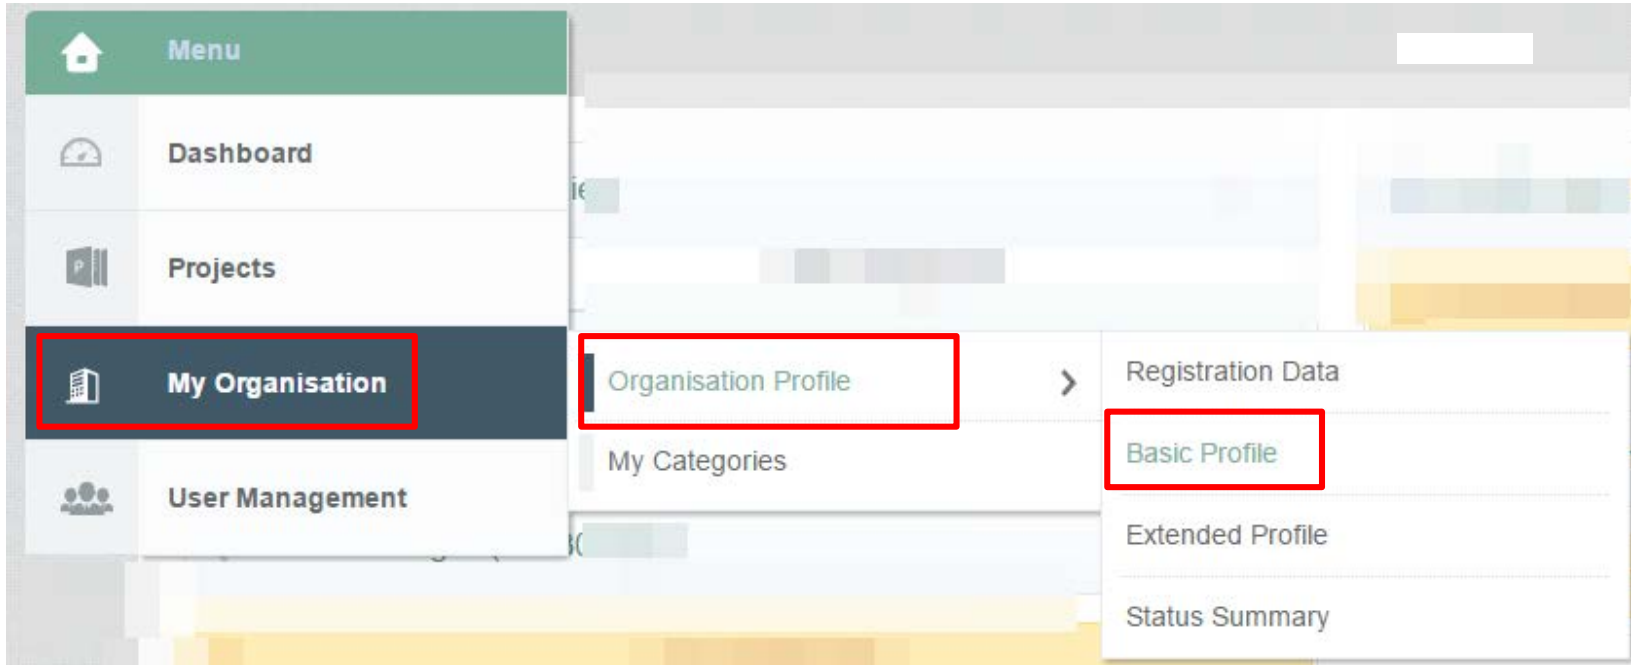 Menu
Dashboard
Projects
My Organisation
User Management
Organisation Profile
My Categories
Registration Data
Basic Profile
Extended Profile
Status Summary